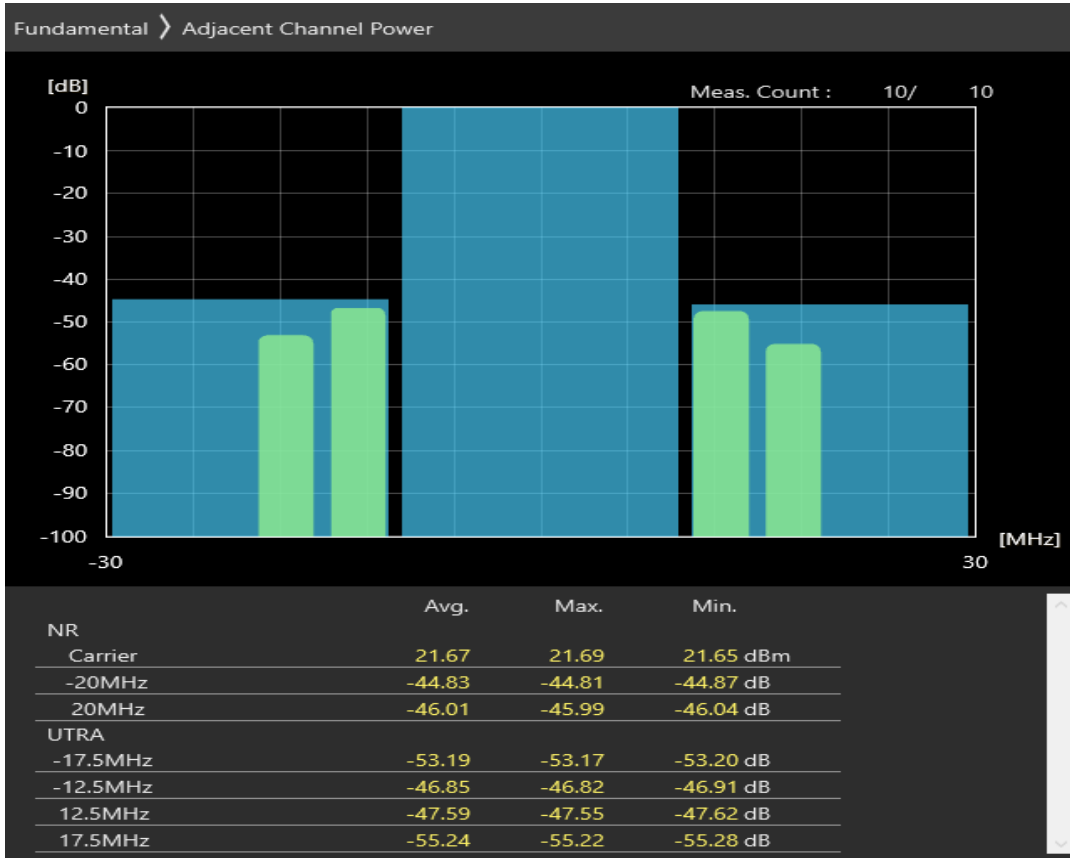 Fundamental ❯ Adjacent Channel Power
[dB]
Meas. Count : 10/ 10
0
-10
-20
-30
-40
-50
-60
-70
-80
-90
-100
[MHz]
-30 30
Avg. Max. Min.
NR
Carrier 21.67 21.69 21.65 dBm
-20MHz -44.83 -44.81 -44.87 dB
20MHz -46.01 -45.99 -46.04 dB
UTRA
-17.5MHz -53.19 -53.17 -53.20 dB
-12.5MHz -46.85 -46.82 -46.91 dB
12.5MHz -47.59 -47.55 -47.62 dB
17.5MHz -55.24 -55.22 -55.28 dB